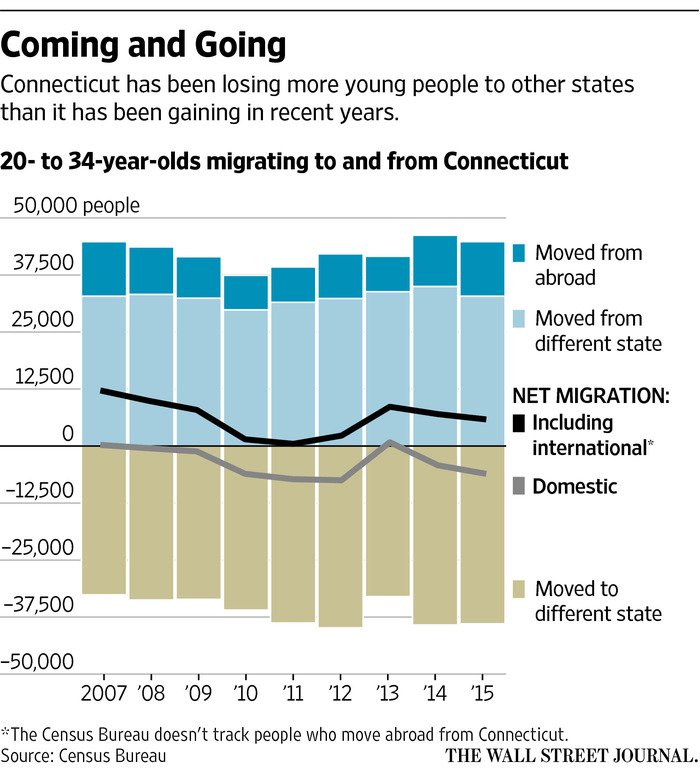 Coming and Going
Connecticut has been losing more young people to other states
than it has been gaining in recent years.
20- to 34-year-olds migrating to and from Connecticut
50,000 people
37,500
25,000
12,500
0
–12,500
–25,000
–37,500
–50,000
Moved from
abroad
Moved from
different state
NET MIGRATION:
Including
international*
Domestic
Moved to
different state
2007 ’08 ’09 ’10 ’11 ’12 ’13 ’14 ’15
*The Census Bureau doesn’t track people who move abroad from Connecticut.
Source: Census Bureau
THE WALL STREET JOURNAL.